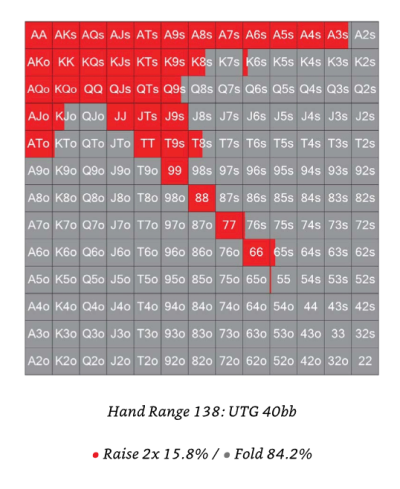 AA AKs AQs AJs ATs A9s A8s A7s A6s A5s A4s A3s A2s
AKo KK KQs KJs KTs K9s K8s K7s K6s K5s K4s K3s K2s
AQo KQo QQ QJs QTs Q9s Q8s Q7s Q6s Q5s Q4s Q3s Q2s
AJo KJo QJo JJ JTs J9s J8s J7s J6s J5s J4s J3s J2s
ATo KTo QTo JTo TT T9s T8s T7s T6s T5s T4s T3s T2s
A9o K9o Q9o J9o T9o 99 98s 97s 96s 95s 94s 93s 92s
A8o K8o Q8o J8o T8o 98o 88 87s 86s 85s 84s 83s 82s
A7o K7o Q7o J7o T7o 97o 87o 77 76s 75s 74s 73s 72s
A6o K6o Q6o J6o T6o 96o 86o 76o 66 65s 64s 63s 62s
A5o K5o Q5o J5o T5o 95o 85o 75o 65o 55 54s 53s 52s
A4o K4o Q4o J4o T4o 94o 84o 74o 64o 54o 44 43s 42s
A3o K3o Q3o J3o T3o 93o 83o 73o 63o 53o 43o 33 32s
A2o K2o Q2o J2o T2o 92o 82o 72o 62o 52o 42o 32o 22
Hand Range 138: UTG 40bb
• Raise 2x 15.8% / • Fold 84.2%